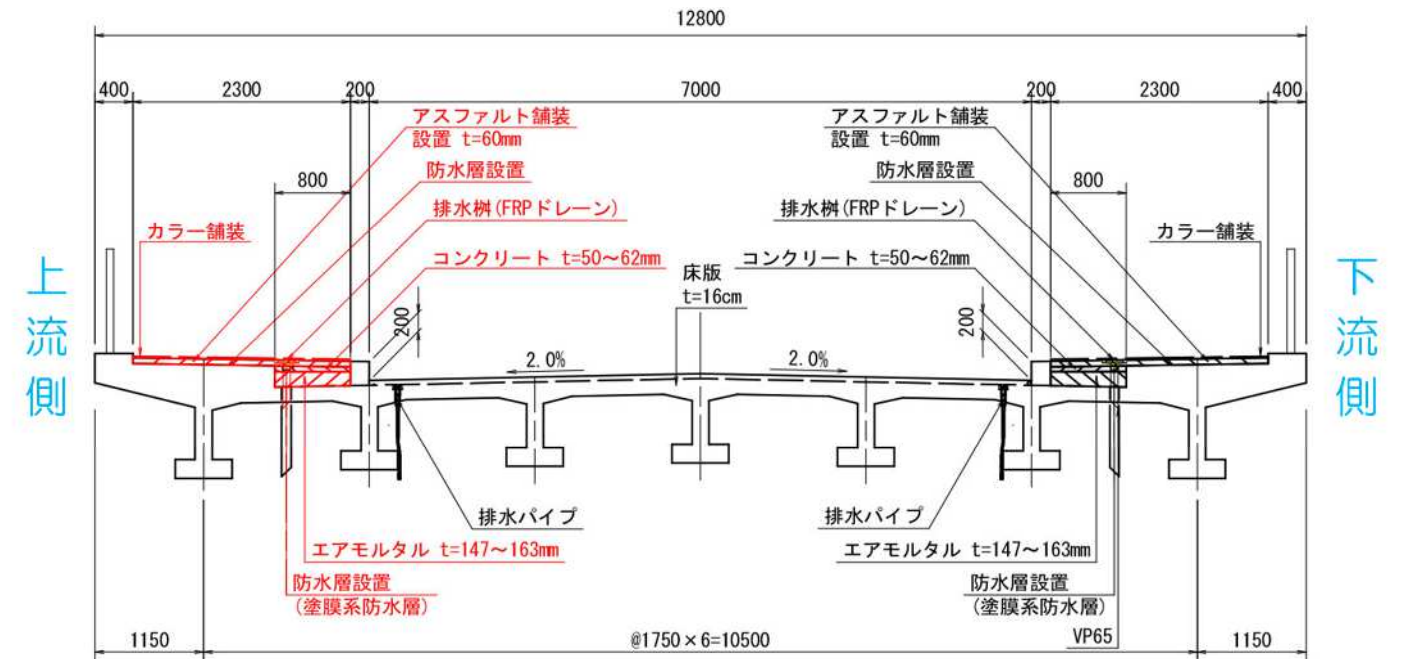 12800
400
2300
200
7000
200
2300
400
アスファルト舗装
設置 t=60mm
アスファルト舗装
設置 t=60mm
800
防水層設置
防水層設置
800
排水桝(FRPドレーン)
排水桝(FRPドレーン)
カラー舗装
カラー舗装
コンクリート t=50～62mm
コンクリート t=50～62mm
床版
t=16cm
上流側
下流側
200
200
2.0%
2.0%
排水パイプ
排水パイプ
エアモルタル t=147～163mm
エアモルタル t=147～163mm
防水層設置
(塗膜系防水層)
防水層設置
(塗膜系防水層)
VP65
1150
@1750×6=10500
1150